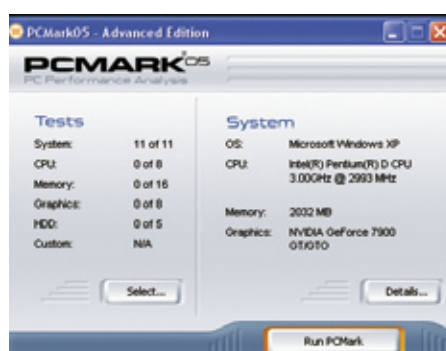 PCMark05 - Advanced Edition
PCMARK'05
PC Performance Analysis
Tests
System: 11 of 11
CPU: 0 of 8
Memory: 0 of 16
Graphics: 0 of 8
HDD: 0 of 5
Custom: N/A
Select...
System
OS: Microsoft Windows XP
CPU: Intel(R) Pentium(R) D CPU
3.00GHz @ 2993 MHz
Memory: 2032 MB
Graphics: NVIDIA GeForce 7900
GT/GTO
Details...
Run PCMark